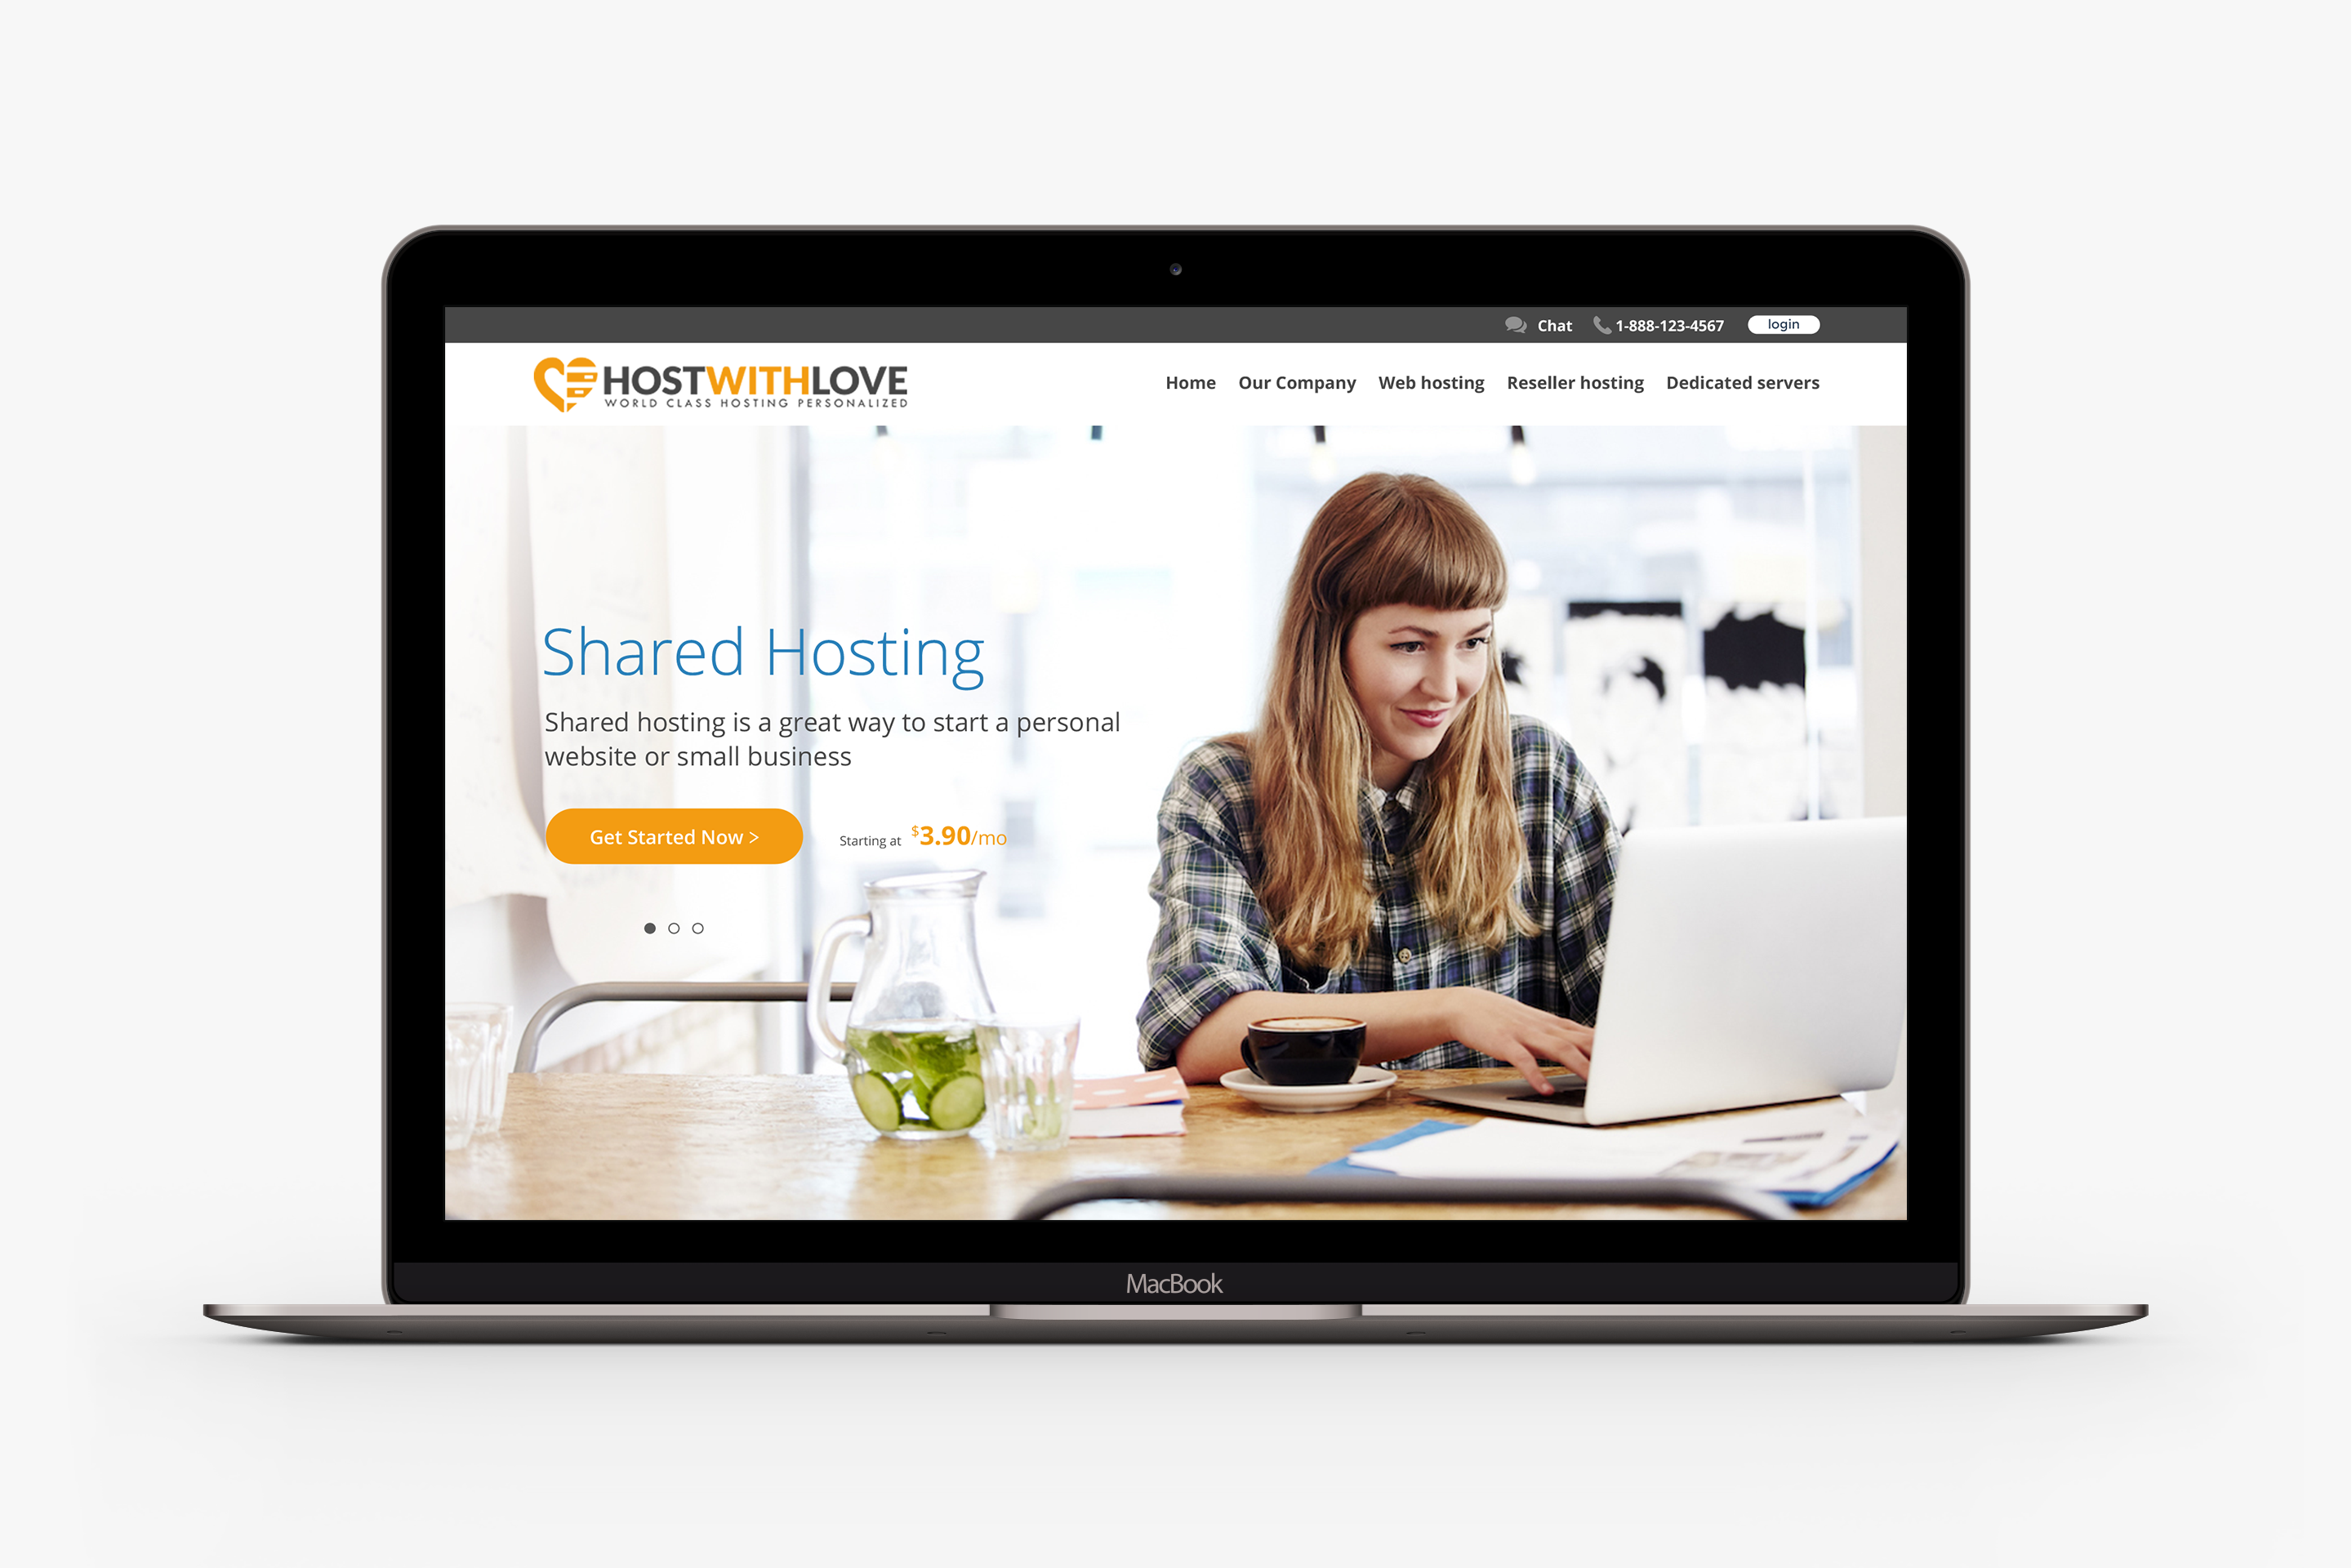 Chat 1-888-123-4567 login
HOSTWITHLOVE
WORLD CLASS HOSTING PERSONALIZED
Home Our Company Web hosting Reseller hosting Dedicated servers
Shared Hosting
Shared hosting is a great way to start a personal
website or small business
Get Started Now > Starting at $3.90/mo
MacBook